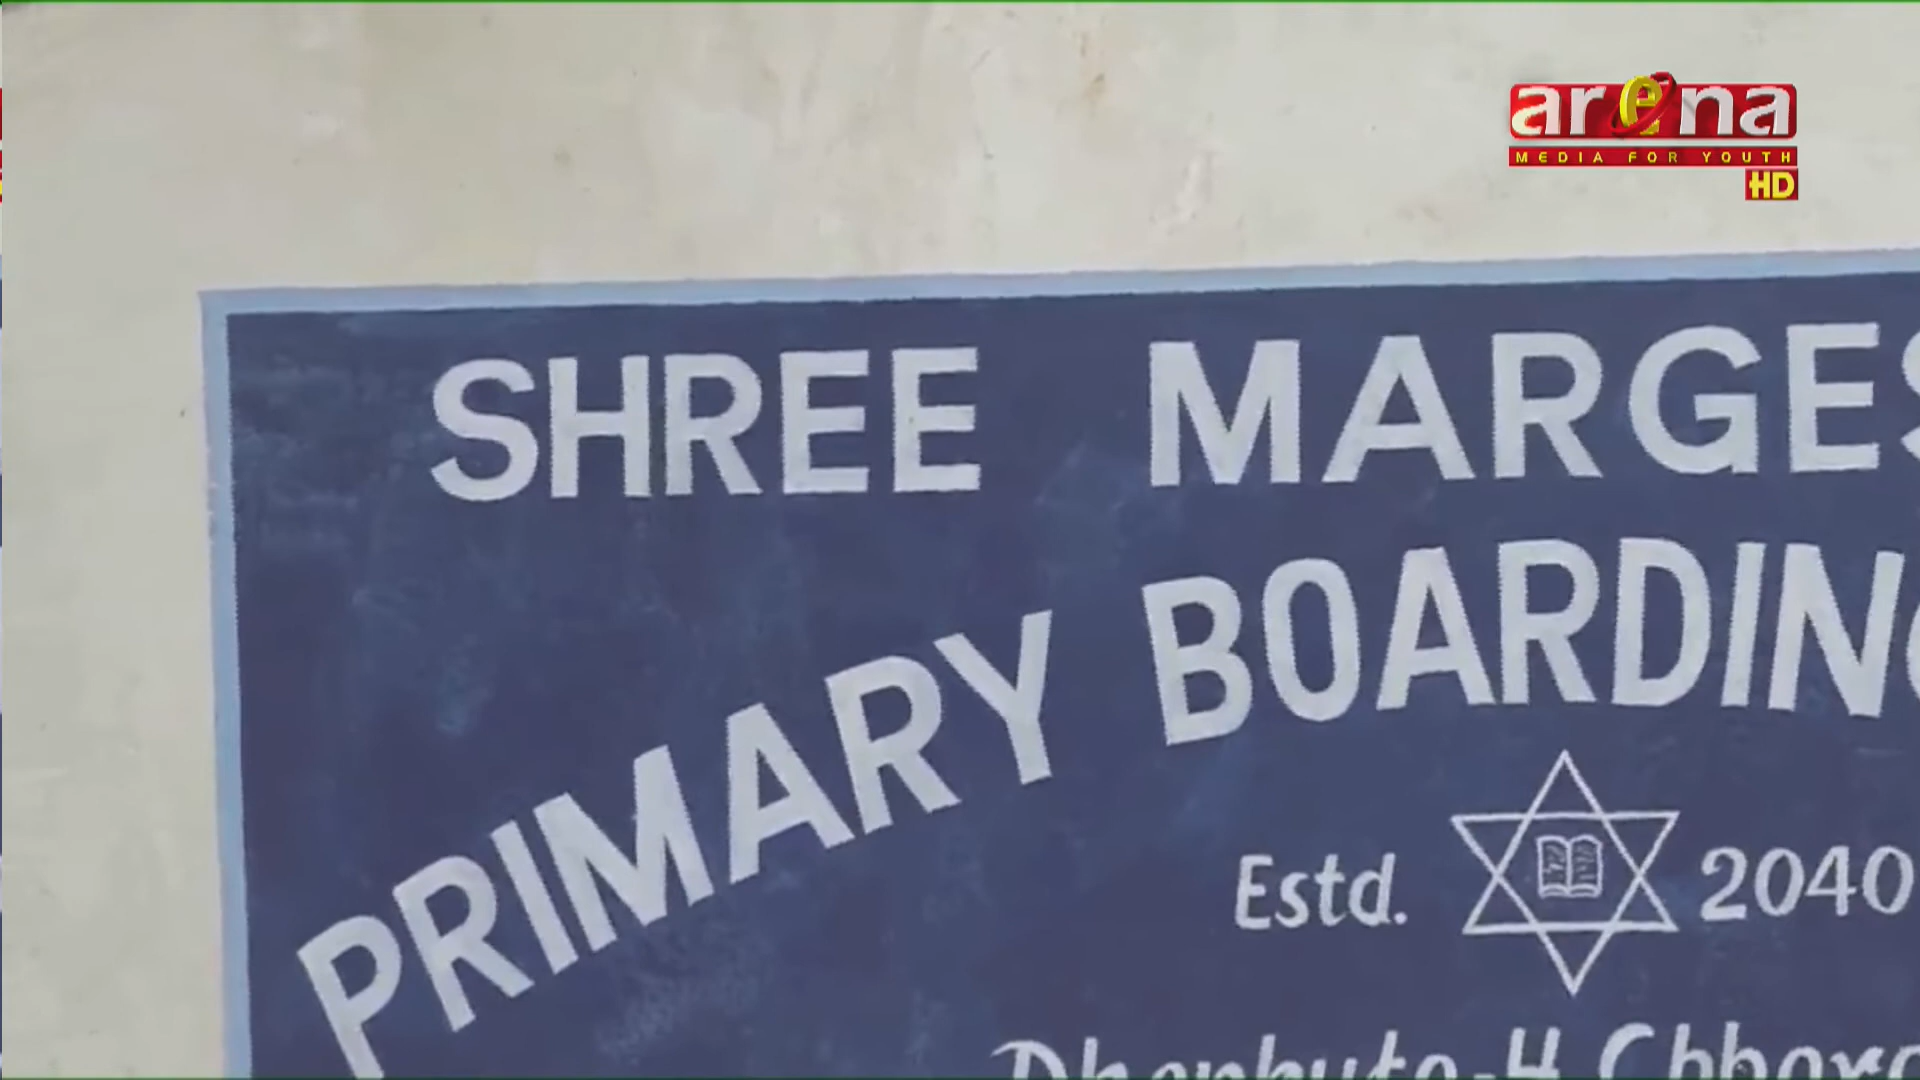 arena
MEDIA FOR YOUTH
HD
SHREE MARGES
PRIMARY BOARDING
Estd. 2040